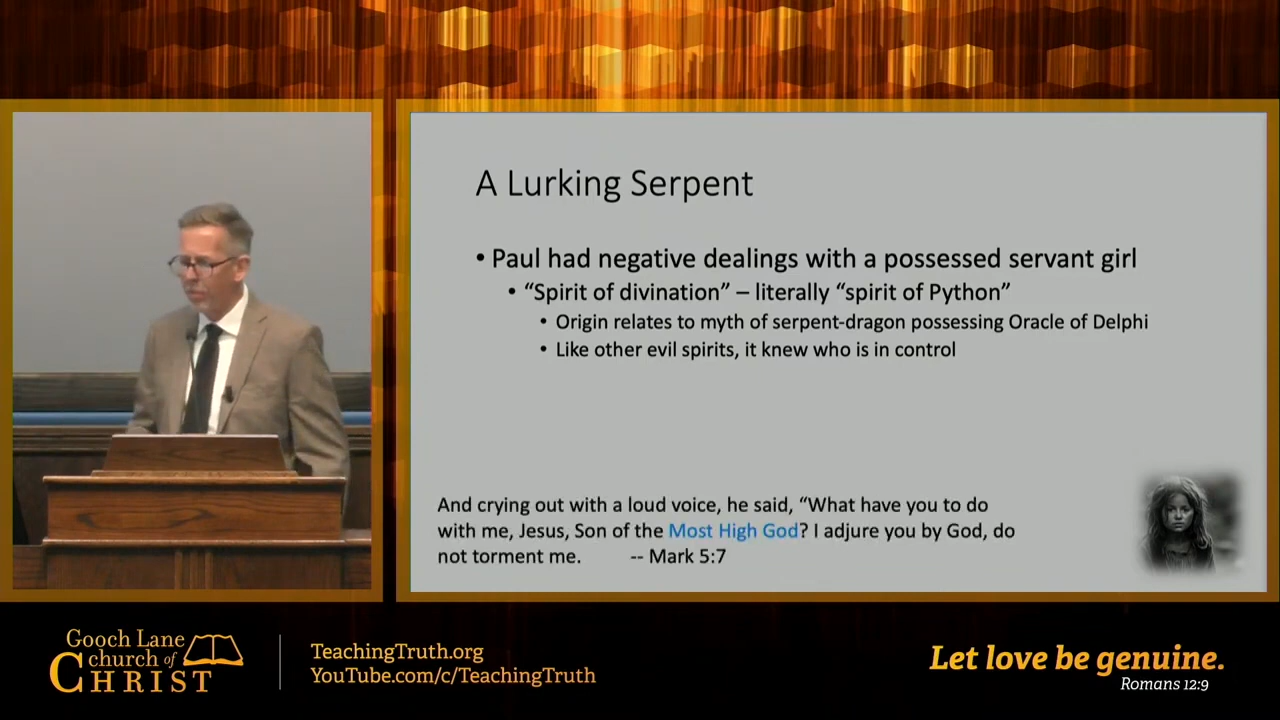 A Lurking Serpent
• Paul had negative dealings with a possessed servant girl
• “Spirit of divination” – literally “spirit of Python”
• Origin relates to myth of serpent-dragon possessing Oracle of Delphi
• Like other evil spirits, it knew who is in control
And crying out with a loud voice, he said, “What have you to do
with me, Jesus, Son of the Most High God? I adjure you by God, do
not torment me. -- Mark 5:7
Gooch Lane
church of
CHRIST
TeachingTruth.org
YouTube.com/c/TeachingTruth
Let love be genuine.
Romans 12:9